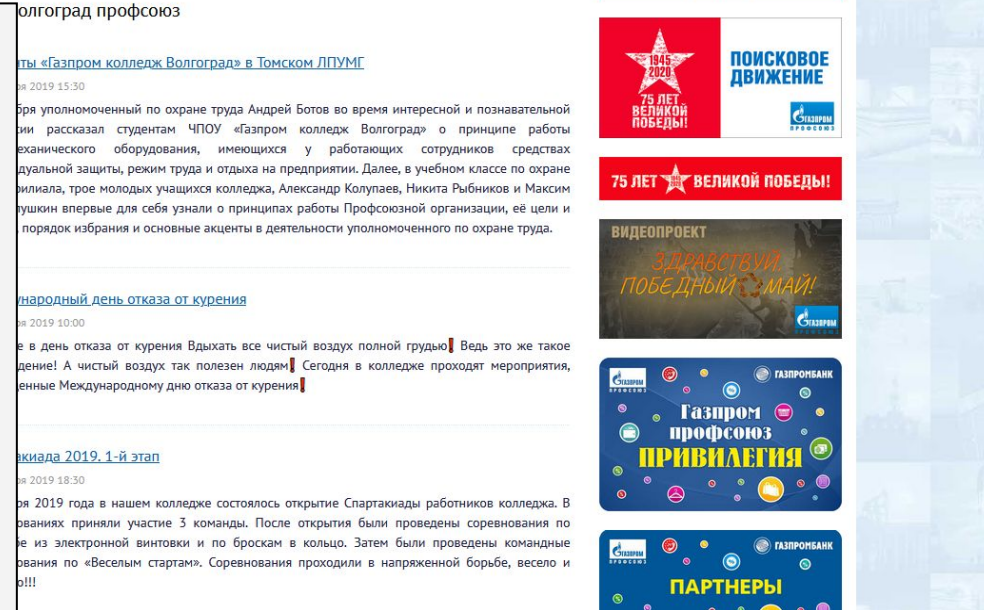 олгоград профсоюз
нты «Газпром колледж Волгоград» в Томском ЛПУМГ
ря 2019 15:30
бря уполномоченный по охране труда Андрей Ботов во время интересной и познавательной
сии рассказал студентам ЧПОУ «Газпром колледж Волгоград» о принципе работы
еханического оборудования, имеющихся у работающих сотрудников средствах
дуальной защиты, режим труда и отдыха на предприятии. Далее, в учебном классе по охране
филиала, трое молодых учащихся колледжа, Александр Колупаев, Никита Рыбников и Максим
лушкин впервые для себя узнали о принципах работы Профсоюзной организации, её цели и
, порядок избрания и основные акценты в деятельности уполномоченного по охране труда.
ународный день отказа от курения
ря 2019 10:00
е в день отказа от курения Вдыхать все чистый воздух полной грудью❗ Ведь это же такое
дение! А чистый воздух так полезен людям❗ Сегодня в колледже проходят мероприятия,
енные Международному дню отказа от курения❗
акиада 2019. 1-й этап
ря 2019 18:30
ря 2019 года в нашем колледже состоялось открытие Спартакиады работников колледжа. В
ованиях приняли участие 3 команды. После открытия были проведены соревнования по
бе из электронной винтовки и по броскам в кольцо. Затем были проведены командные
ования по «Веселым стартам». Соревнования проходили в напряженной борьбе, весело и
о!!!
1945
2020
75 ЛЕТ
ВЕЛИКОЙ
ПОБЕДЫ!
ПОИСКОВОЕ
ДВИЖЕНИЕ
ГАЗПРОМ
ПРОФСОЮЗ
75 ЛЕТ ВЕЛИКОЙ ПОБЕДЫ!
ВИДЕОПРОЕКТ
ЗДРАВСТВУЙ,
ПОБЕДНЫЙ МАЙ!
ГАЗПРОМ
ГАЗПРОМ
ПРОФСОЮЗ
ГАЗПРОМБАНК
Газпром
профсоюз
ПРИВИЛЕГИЯ
ГАЗПРОМ
ПРОФСОЮЗ
ГАЗПРОМБАНК
ПАРТНЕРЫ